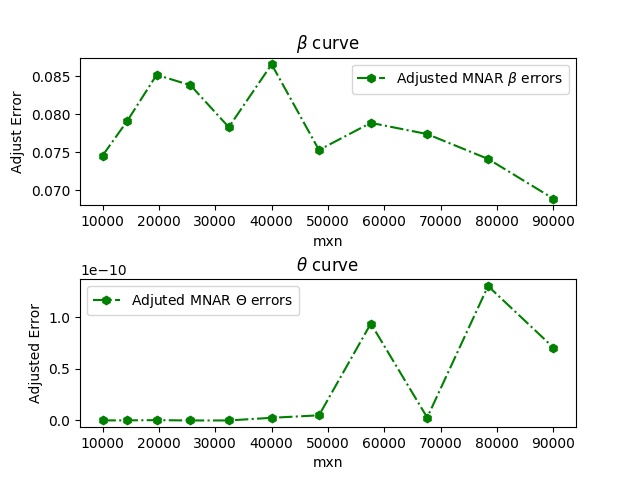 β curve
Adjust Error
0.085
0.080
0.075
0.070
Adjusted MNAR β errors
10000 20000 30000 40000 50000 60000 70000 80000 90000
mxn
θ curve
1e−10
Adjusted Error
1.0
0.5
0.0
Adjuted MNAR Θ errors
10000 20000 30000 40000 50000 60000 70000 80000 90000
mxn